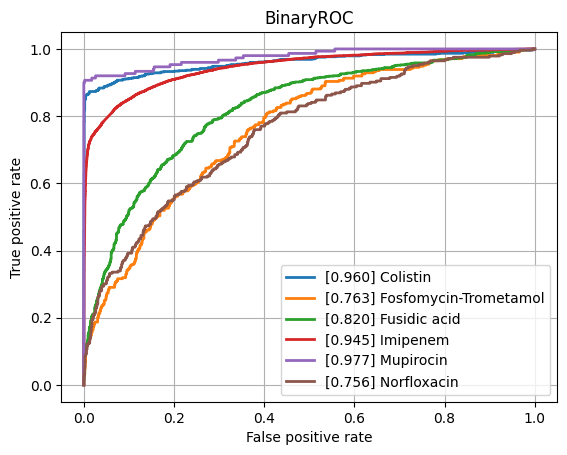 BinaryROC
True positive rate
1.0
0.8
0.6
0.4
0.2
0.0
[0.960] Colistin
[0.763] Fosfomycin-Trometamol
[0.820] Fusidic acid
[0.945] Imipenem
[0.977] Mupirocin
[0.756] Norfloxacin
0.0 0.2 0.4 0.6 0.8 1.0
False positive rate